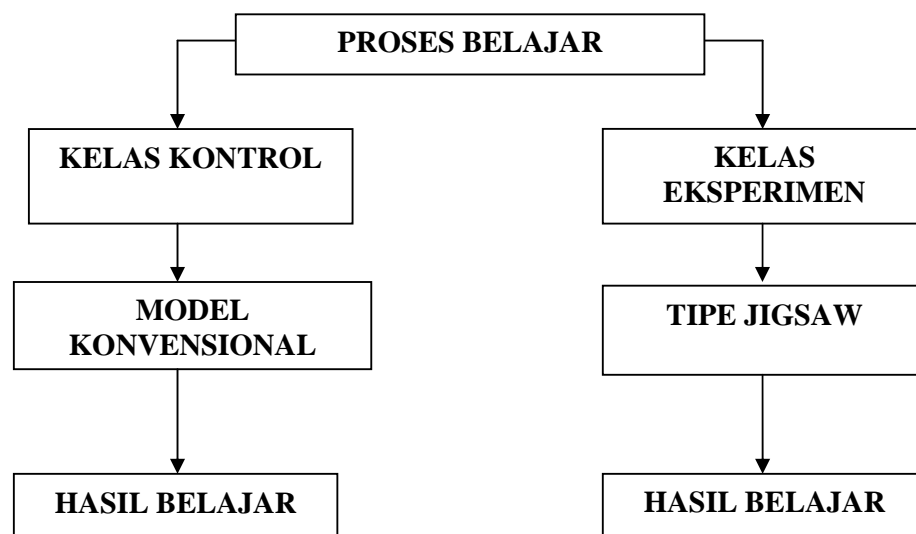 PROSES BELAJAR
KELAS KONTROL
KELAS
EKSPERIMEN
MODEL
KONVENSIONAL
TIPE JIGSAW
HASIL BELAJAR
HASIL BELAJAR